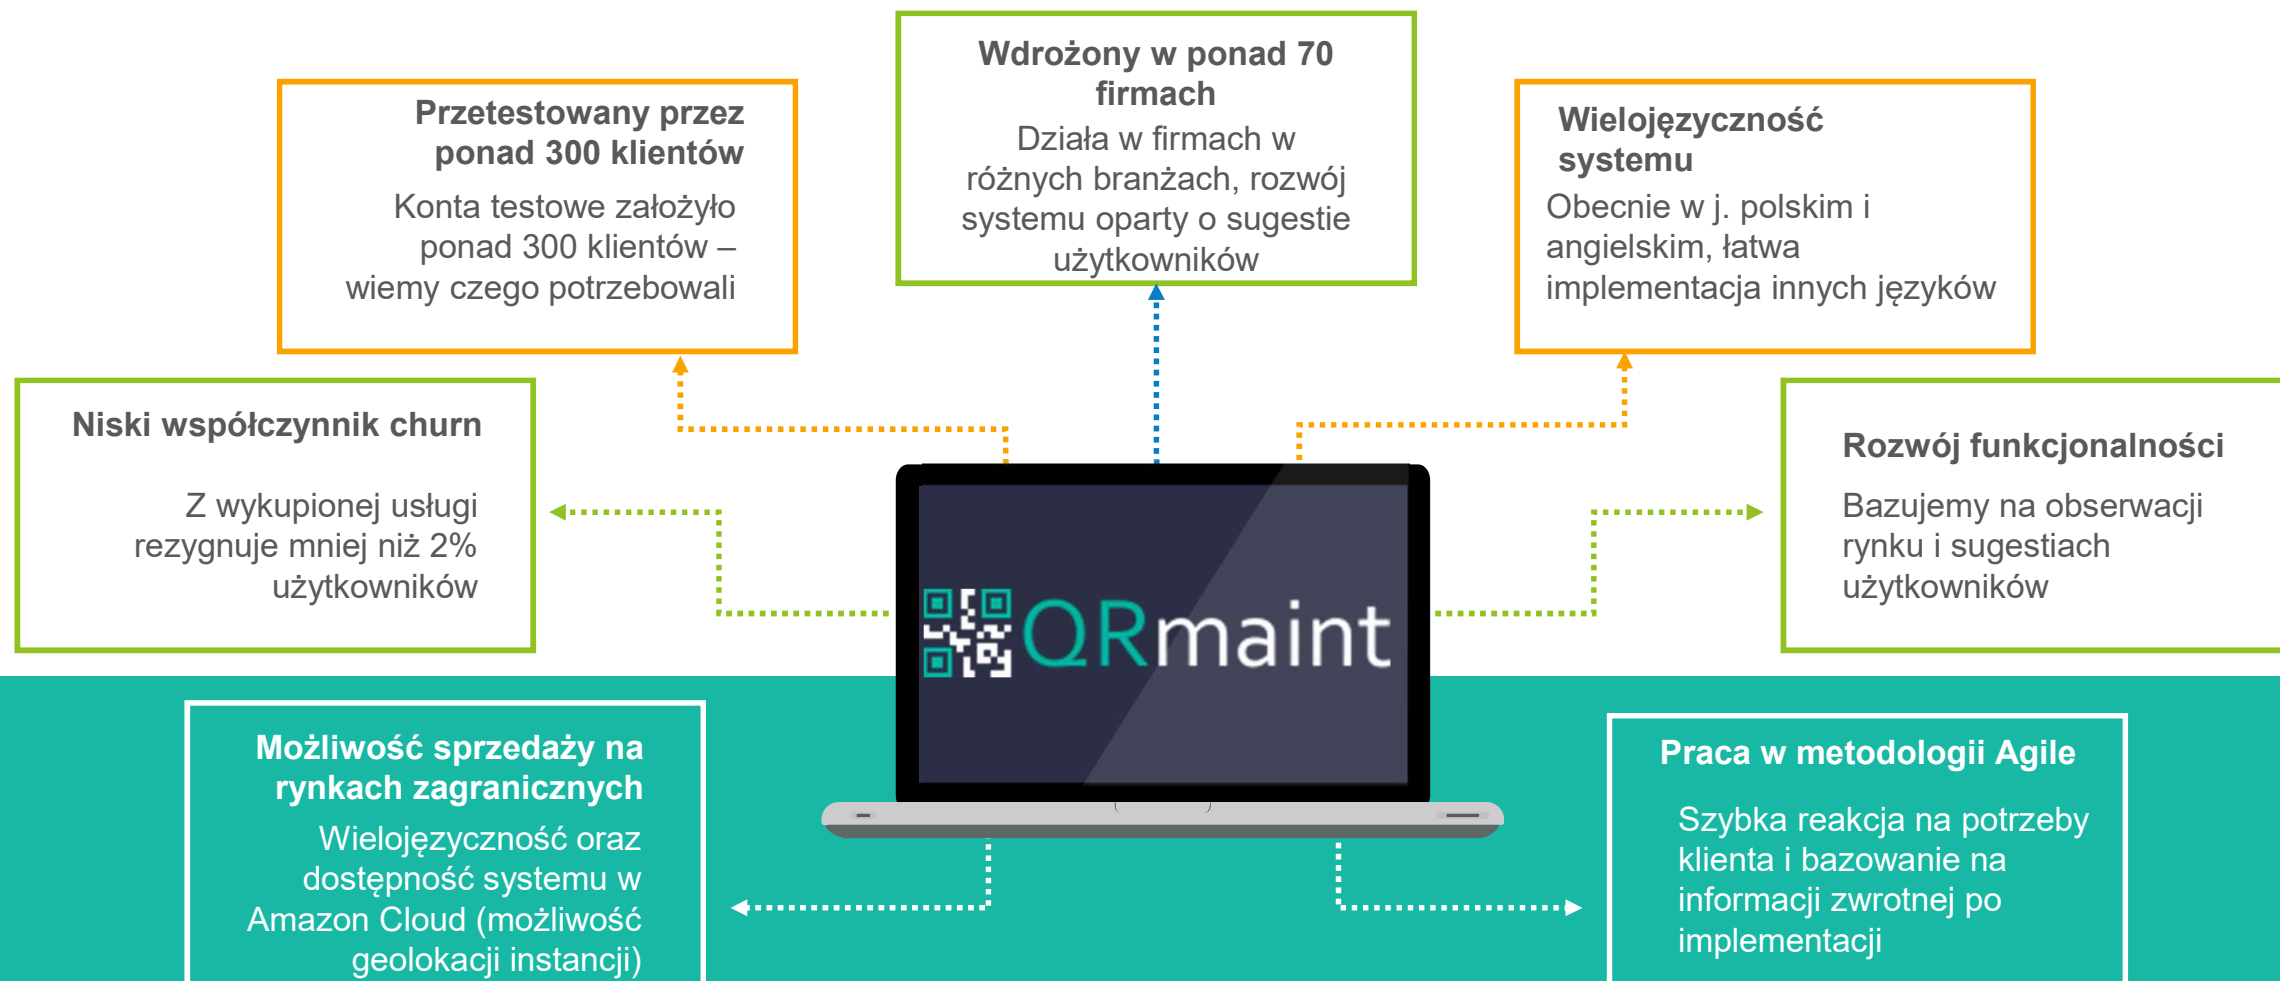 Wdrożony w ponad 70
firmach
Działa w firmach w
różnych branżach, rozwój
systemu oparty o sugestie
użytkowników
Przetestowany przez
ponad 300 klientów
Konta testowe założyło
ponad 300 klientów –
wiemy czego potrzebowali
Wielojęzyczność
systemu
Obecnie w j. polskim i
angielskim, łatwa
implementacja innych języków
Niski współczynnik churn
Z wykupionej usługi
rezygnuje mniej niż 2%
użytkowników
Rozwój funkcjonalności
Bazujemy na obserwacji
rynku i sugestiach
użytkowników
QRmaint
Możliwość sprzedaży na
rynkach zagranicznych
Wielojęzyczność oraz
dostępność systemu w
Amazon Cloud (możliwość
geolokacji instancji)
Praca w metodologii Agile
Szybka reakcja na potrzeby
klienta i bazowanie na
informacji zwrotnej po
implementacji